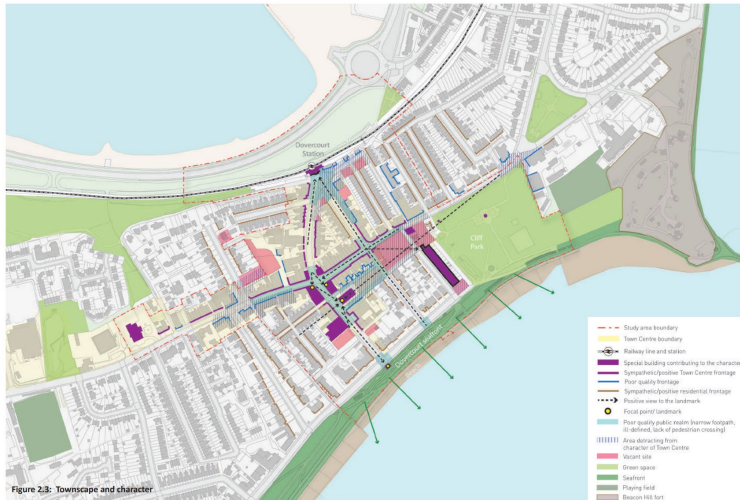 Dovercourt
Station
Cliff
Park
Dovercourt Seafront
Study area boundary
Town Centre boundary
Railway line and station
Special building contributing to the character
Sympathetic/positive Town Centre frontage
Poor quality frontage
Sympathetic/positive residential frontage
Positive view to the landmark
Focal point/ landmark
Poor quality public realm (narrow footpath,
ill-defined, lack of pedestrian crossing)
Area detracting from
character of Town Centre
Vacant site
Green space
Seafront
Playing field
Beacon Hill fort
Figure 2.3: Townscape and character